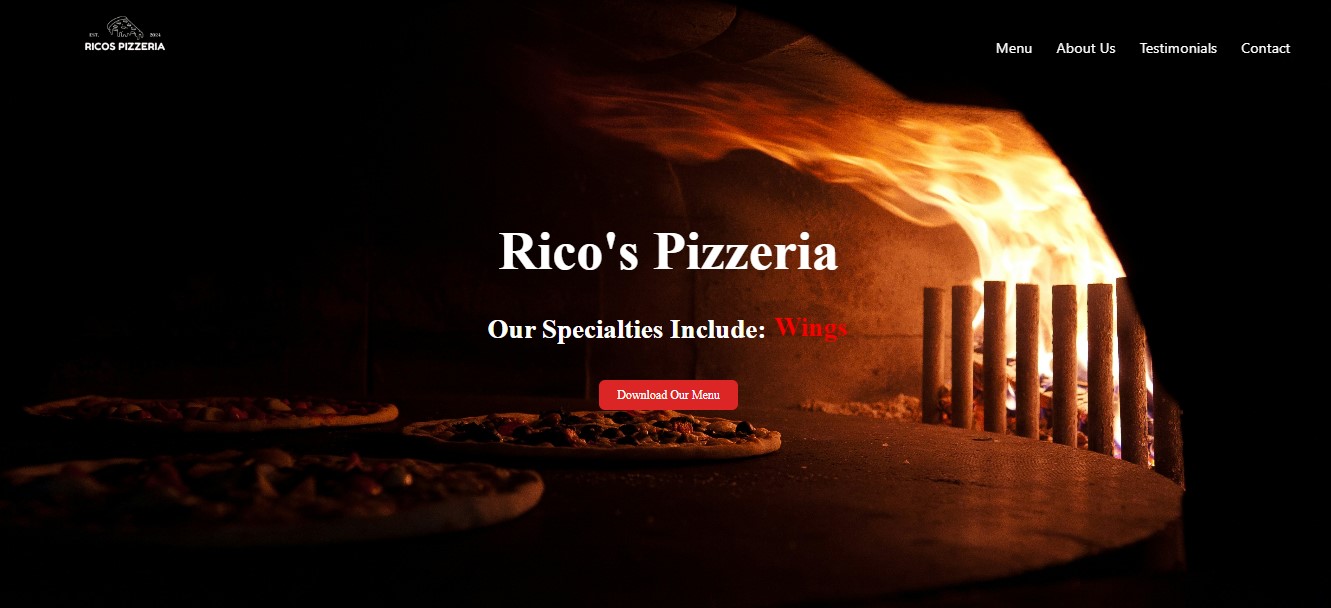 EST. 2024
RICOS PIZZERIA
Menu About Us Testimonials Contact
Rico's Pizzeria
Our Specialties Include: Wings
Download Our Menu